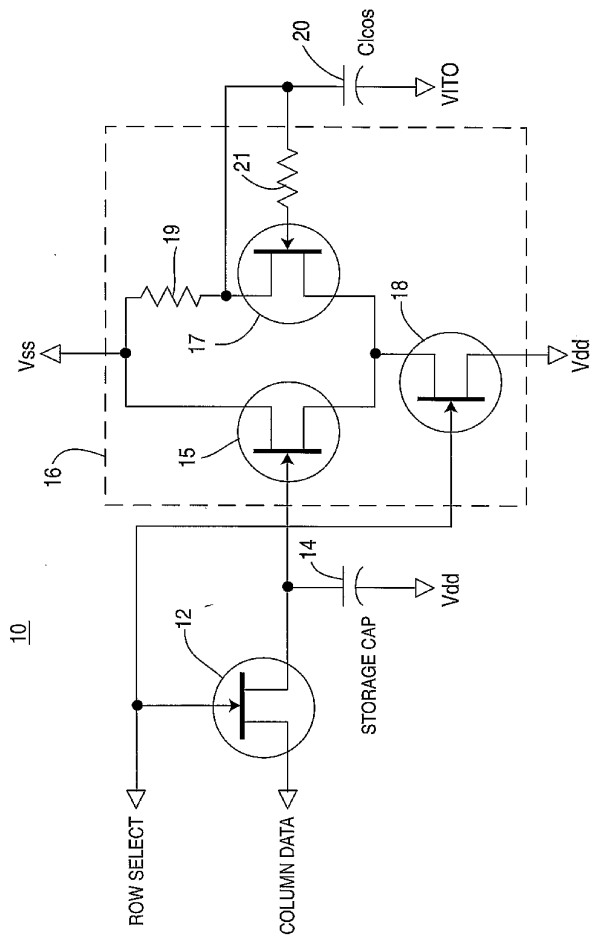 10
ROW SELECT
COLUMN DATA
12
14
STORAGE CAP
Vdd
16
15
Vss
19
17
21
18
Vdd
20
Clcos
VITO